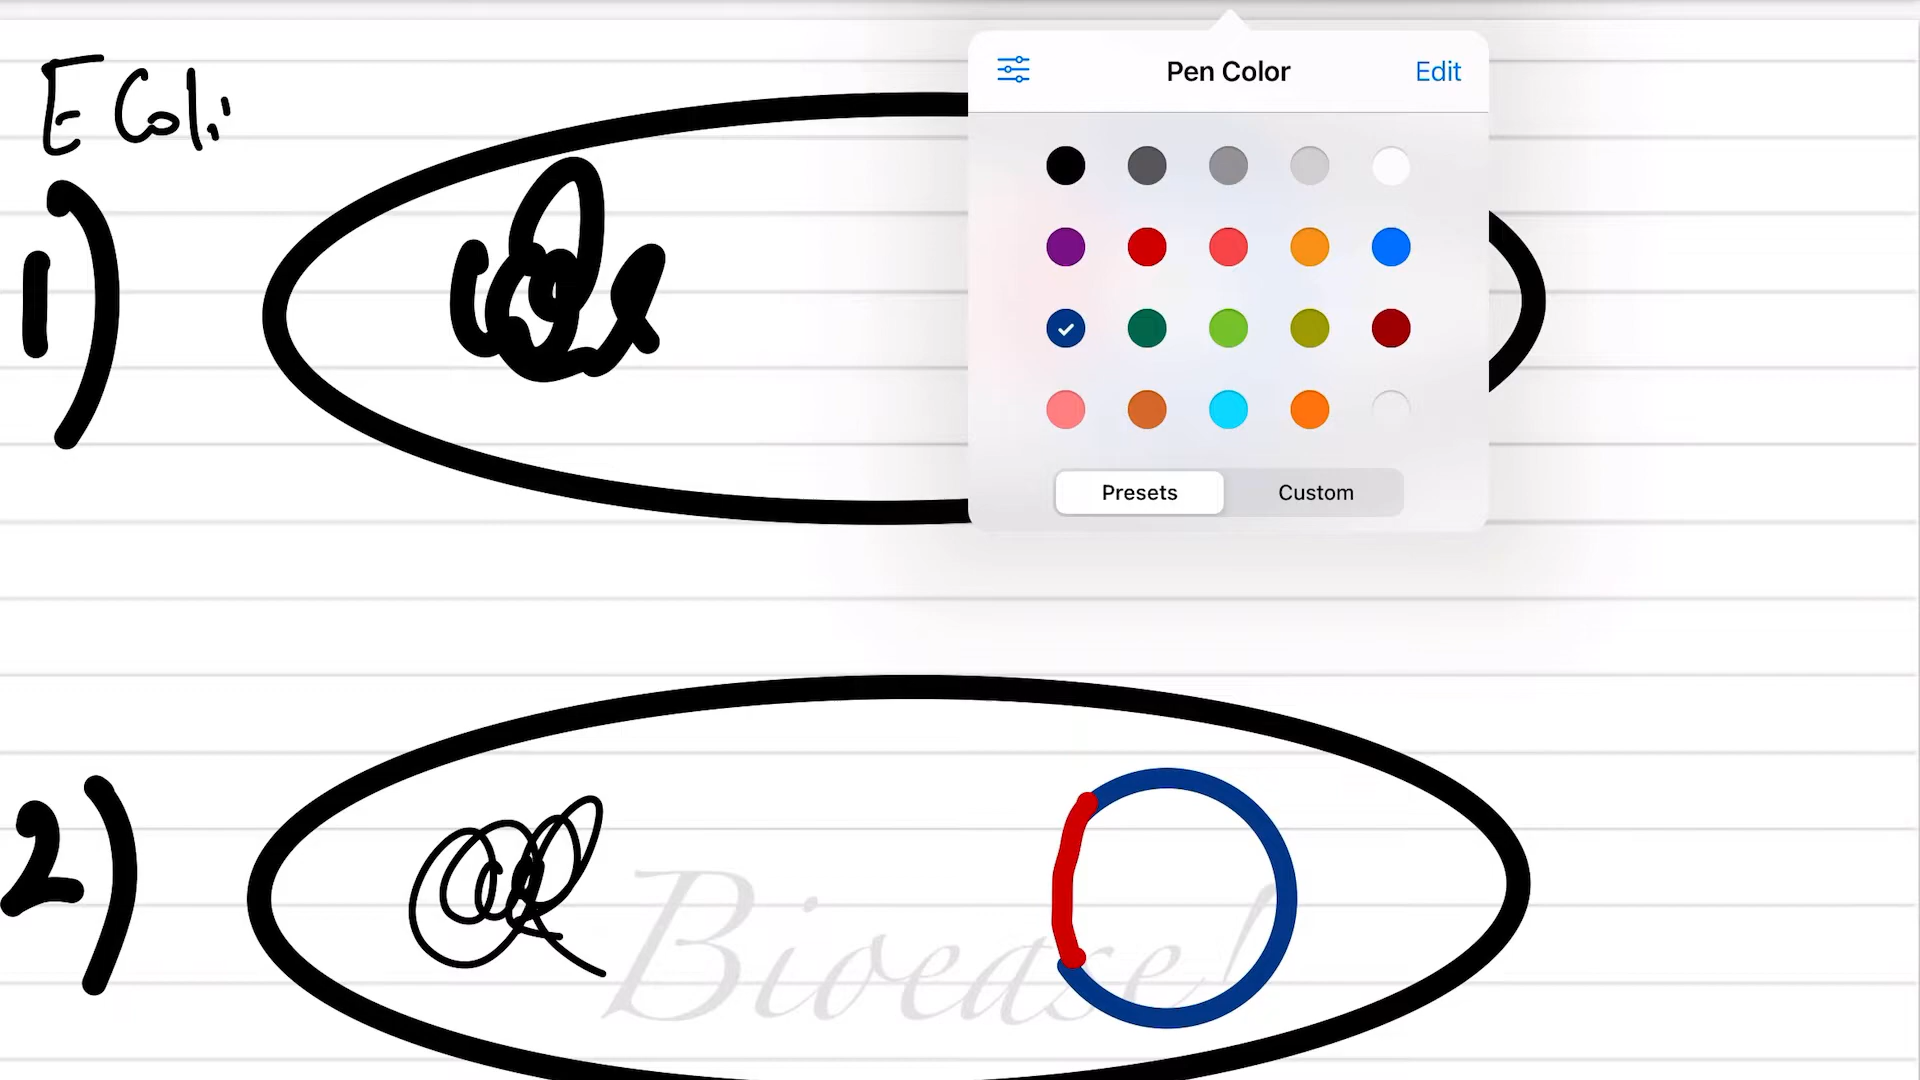 E Coli
Pen Color
Edit
1)
Presets
Custom
2)
Bioease!